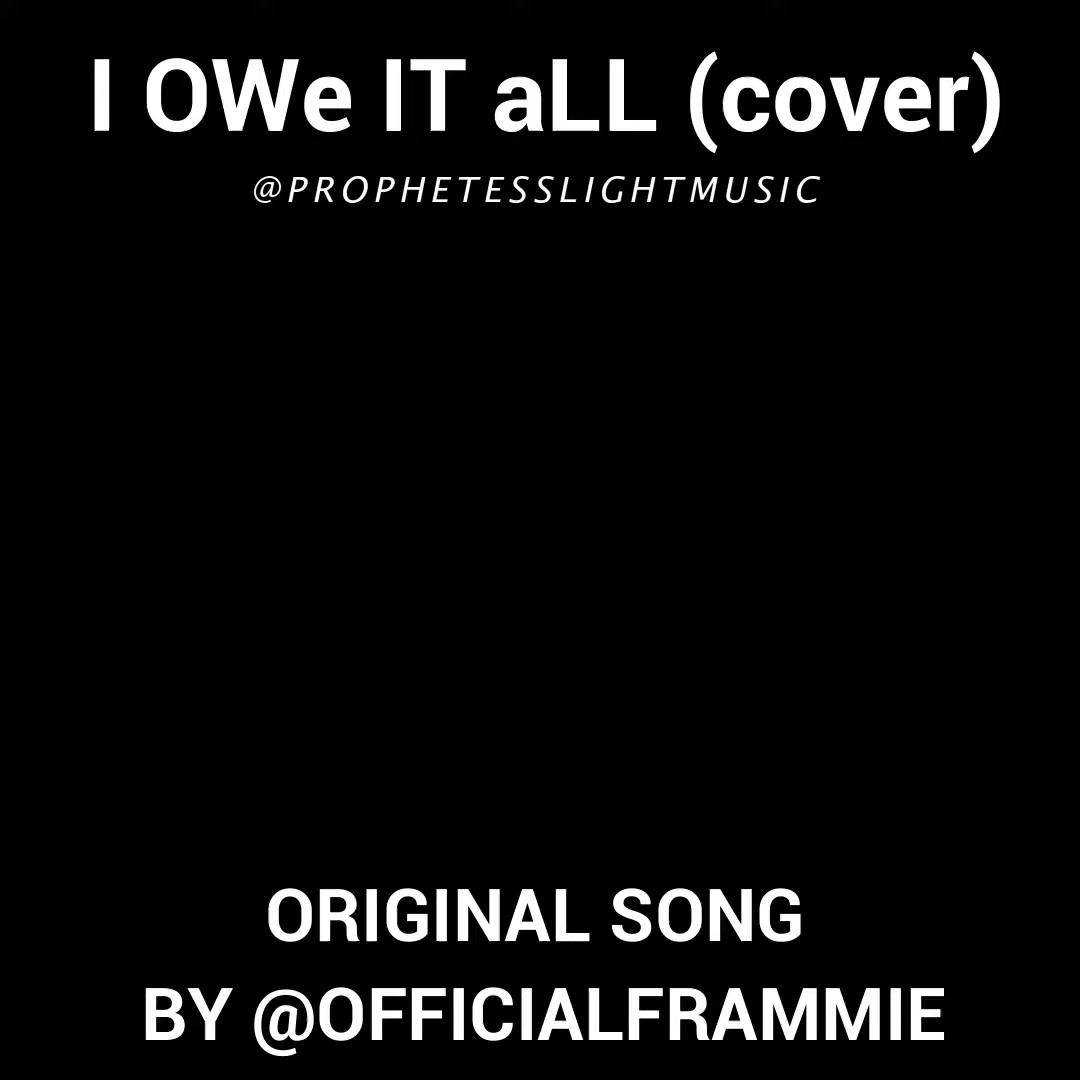 I OWe IT aLL (cover)
@PROPHETESSLIGHTMUSIC
ORIGINAL SONG
BY @OFFICIALFRAMMIE